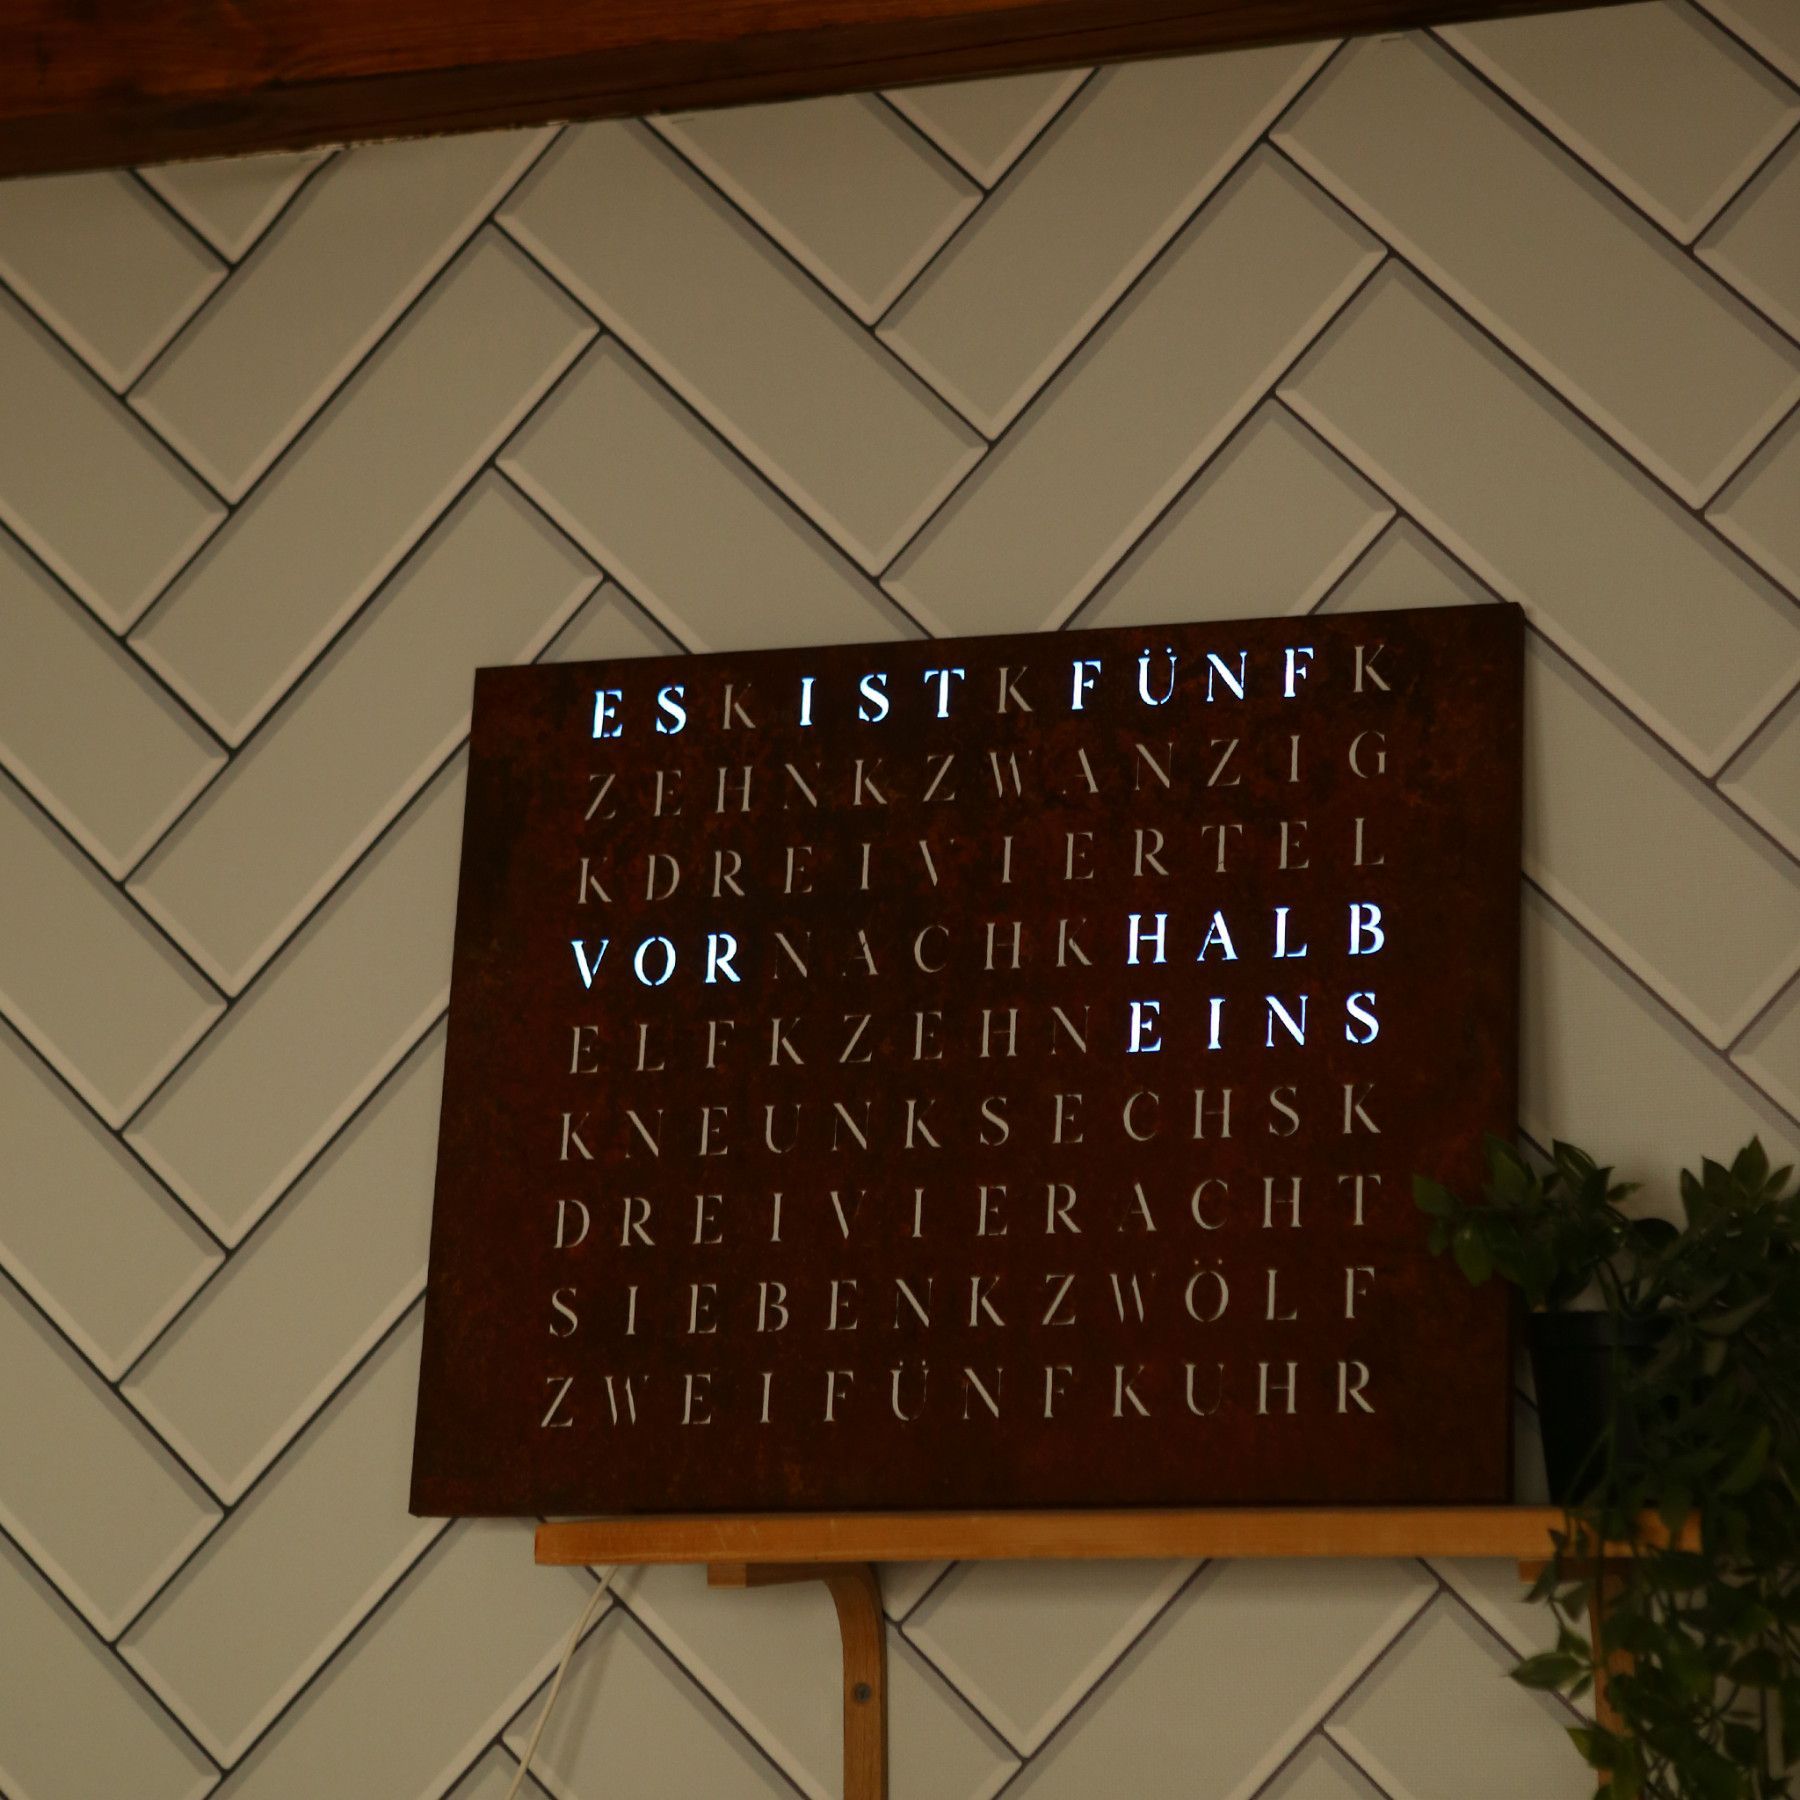 ESKISTKFÜNFK
ZEHNKZWANZIG
KDREIVIERTEL
VORNACHKHALB
ELFKZEHNEINS
KNEUNKSECHSK
DREIVIERACHT
SIEBENKZWÖLF
ZWEIFÜNFKUHR